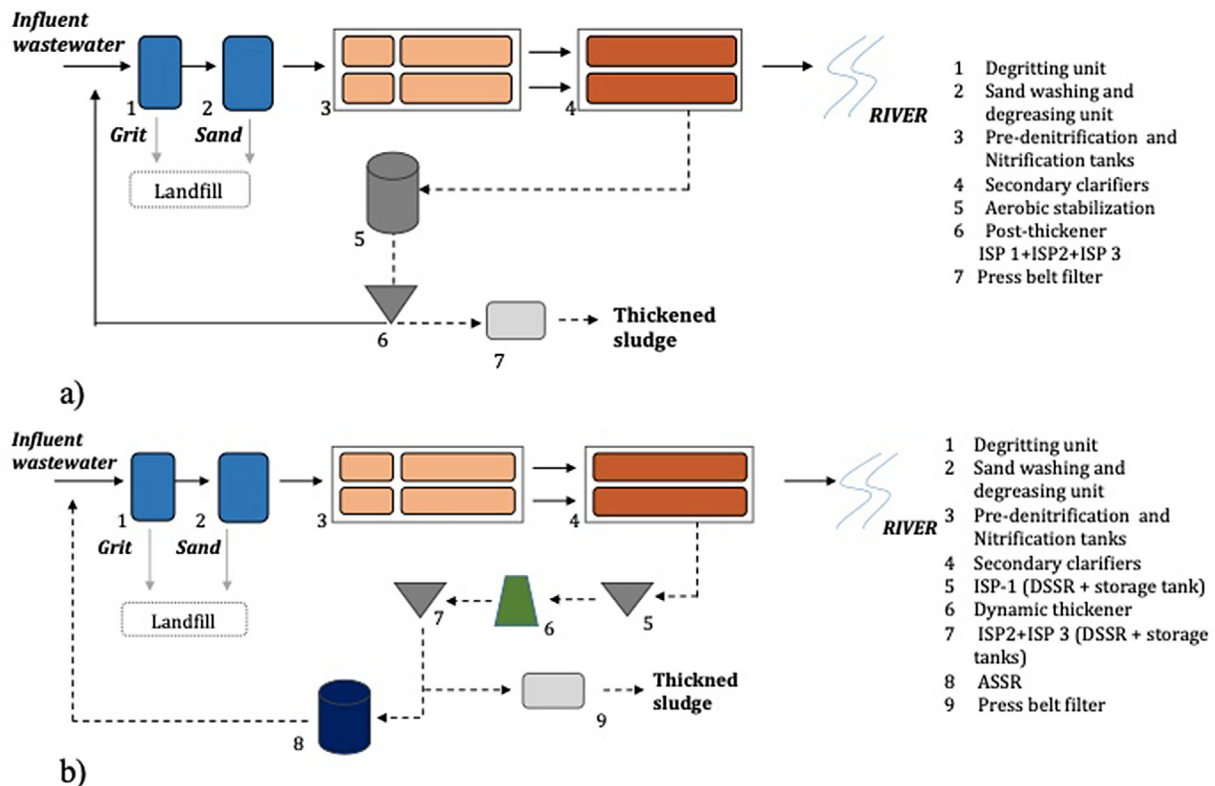 Influent
wastewater
1
2
3
4
Grit
Sand
Landfill
RIVER
5
6
7
Thickened
sludge
1 Degritting unit
2 Sand washing and
degreasing unit
3 Pre-denitrification and
Nitrification tanks
4 Secondary clarifiers
5 Aerobic stabilization
6 Post-thickener
ISP 1+ISP2+ISP 3
7 Press belt filter
a)
Influent
wastewater
1
2
3
4
Grit
Sand
Landfill
RIVER
7
6
5
8
9
Thickned
sludge
1 Degritting unit
2 Sand washing and
degreasing unit
3 Pre-denitrification and
Nitrification tanks
4 Secondary clarifiers
5 ISP-1 (DSSR + storage tank)
6 Dynamic thickener
7 ISP2+ISP 3 (DSSR + storage
tanks)
8 ASSR
9 Press belt filter
b)